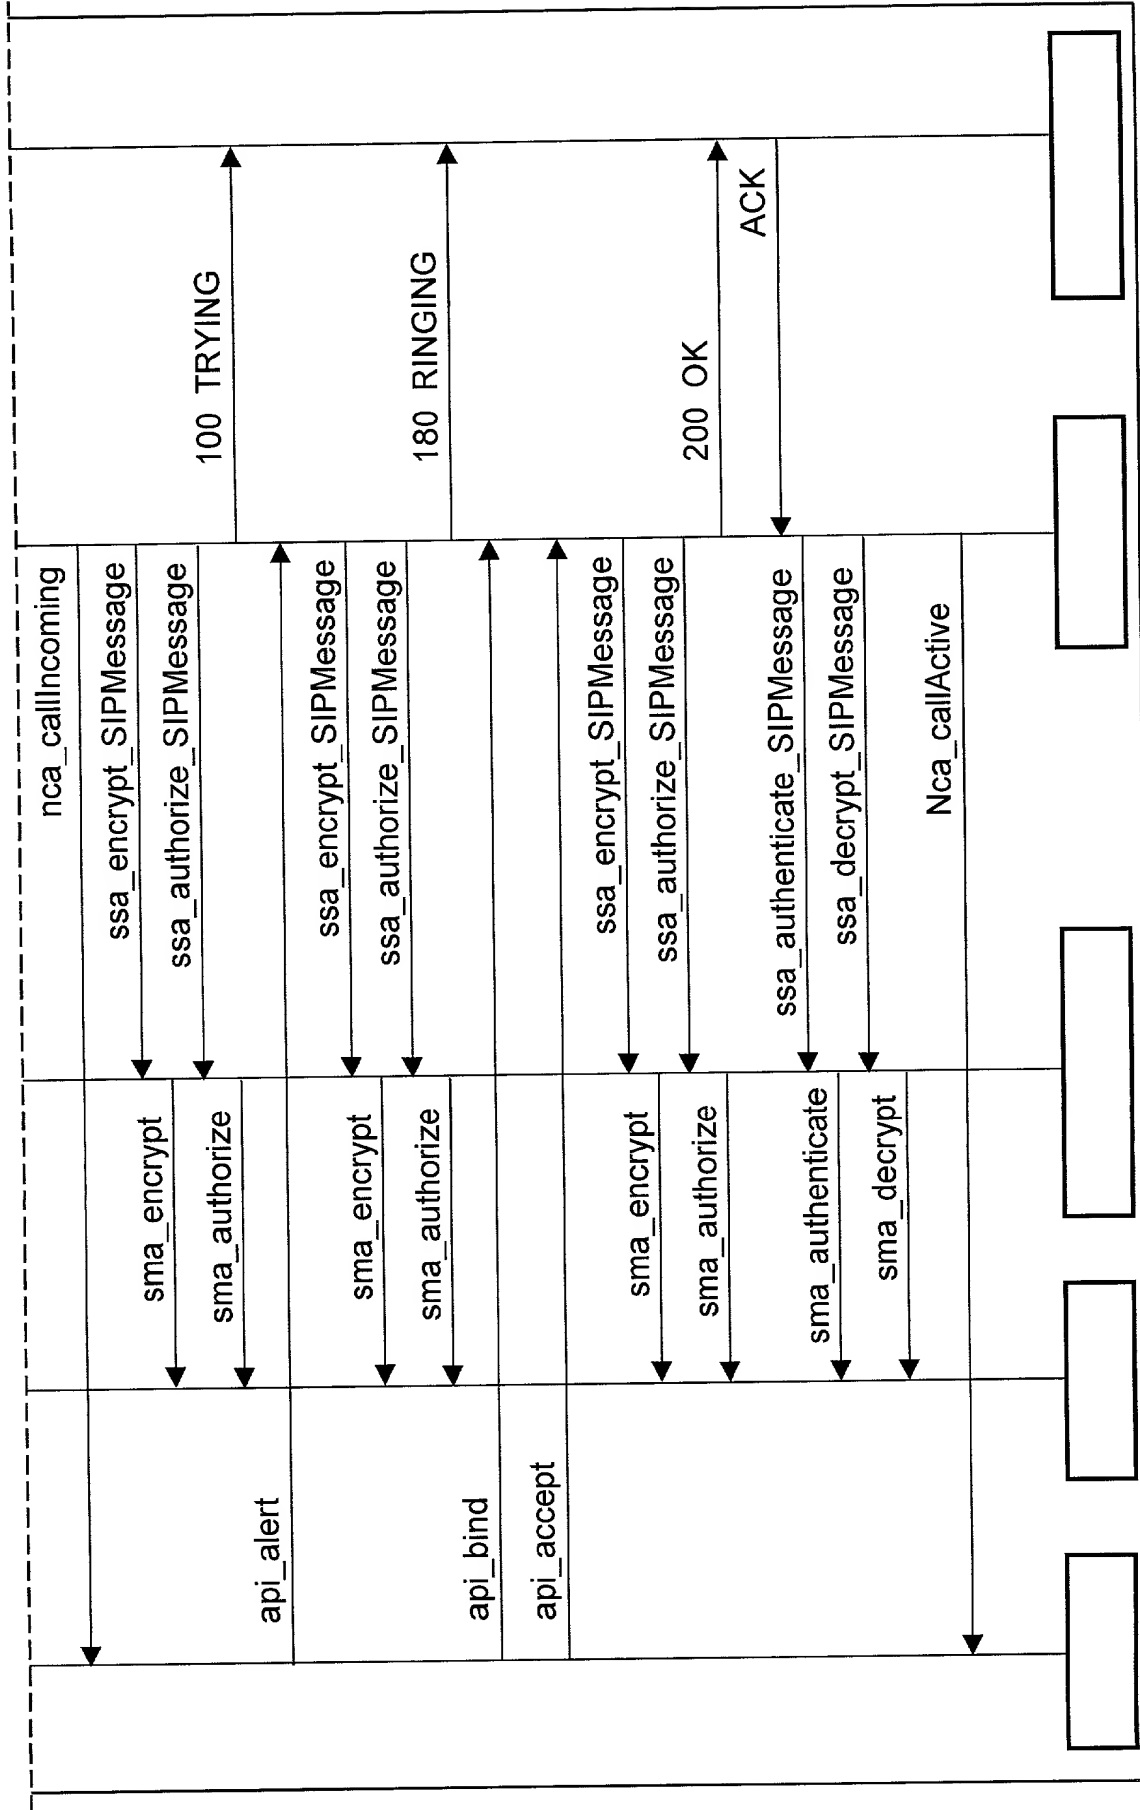 nca_callIncoming
ssa_encrypt_SIPMessage
sma_encrypt
ssa_authorize_SIPMessage
sma_authorize
100 TRYING
api_alert
ssa_encrypt_SIPMessage
sma_encrypt
ssa_authorize_SIPMessage
sma_authorize
180 RINGING
api_bind
api_accept
ssa_encrypt_SIPMessage
sma_encrypt
ssa_authorize_SIPMessage
sma_authorize
200 OK
ACK
ssa_authenticate_SIPMessage
sma_authenticate
ssa_decrypt_SIPMessage
sma_decrypt
Nca_callActive